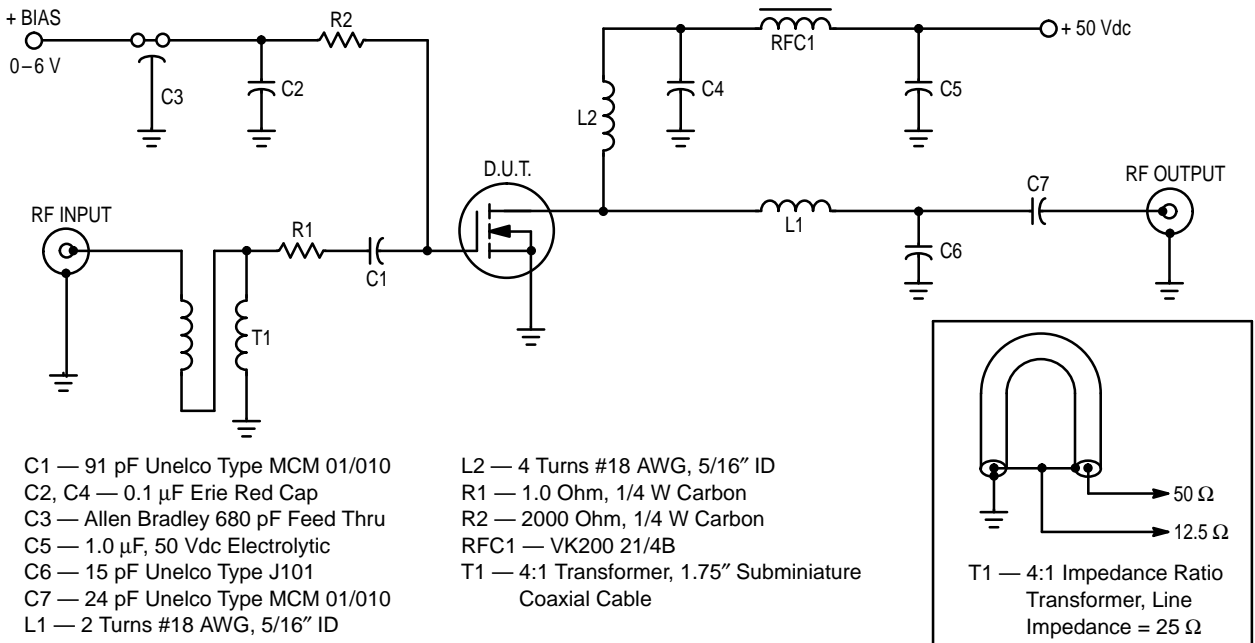 + BIAS
0–6 V
C3
C2
R2
RF INPUT
T1
R1
C1
D.U.T.
L2
C4
RFC1
C5
+ 50 Vdc
L1
C6
C7
RF OUTPUT
C1 — 91 pF Unelco Type MCM 01/010
C2, C4 — 0.1 μF Erie Red Cap
C3 — Allen Bradley 680 pF Feed Thru
C5 — 1.0 μF, 50 Vdc Electrolytic
C6 — 15 pF Unelco Type J101
C7 — 24 pF Unelco Type MCM 01/010
L1 — 2 Turns #18 AWG, 5/16″ ID
L2 — 4 Turns #18 AWG, 5/16″ ID
R1 — 1.0 Ohm, 1/4 W Carbon
R2 — 2000 Ohm, 1/4 W Carbon
RFC1 — VK200 21/4B
T1 — 4:1 Transformer, 1.75″ Subminiature
Coaxial Cable
50 Ω
12.5 Ω
T1 — 4:1 Impedance Ratio
Transformer, Line
Impedance = 25 Ω